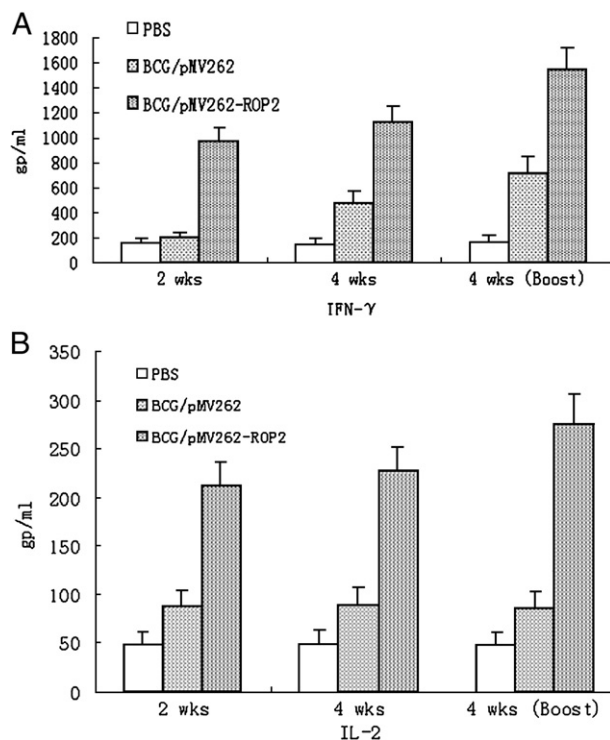 A
PBS
BCG/pNV262
BCG/pNV262-ROP2
1800
1600
1400
1200
1000
800
600
400
200
0
gp/ml
2 wks
4 wks
4 wks (Boost)
IFN-γ
B
PBS
BCG/pMV262
BCG/pMV262-ROP2
350
300
250
200
150
100
50
0
gp/ml
2 wks
4 wks
4 wks (Boost)
IL-2